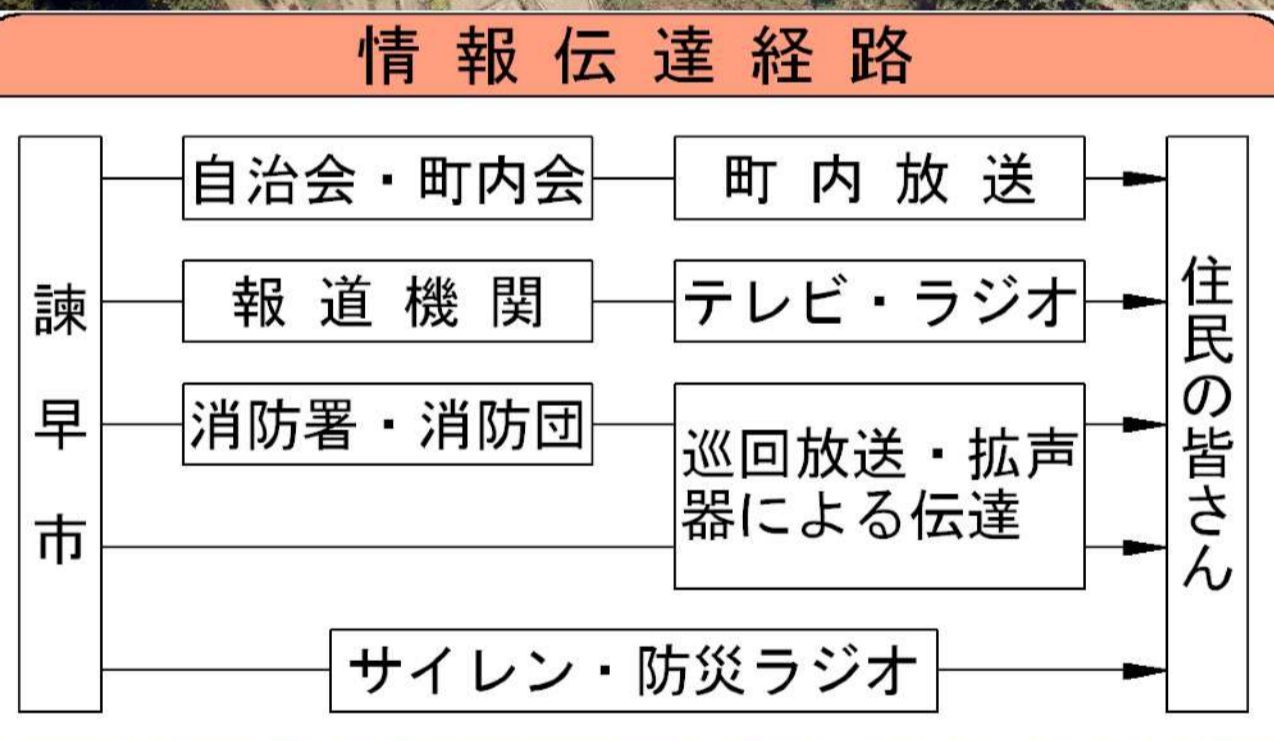 情報伝達経路
諫早市
自治会・町内会
町内放送
報道機関
テレビ・ラジオ
消防署・消防団
巡回放送・拡声
器による伝達
サイレン・防災ラジオ
住民の皆さん